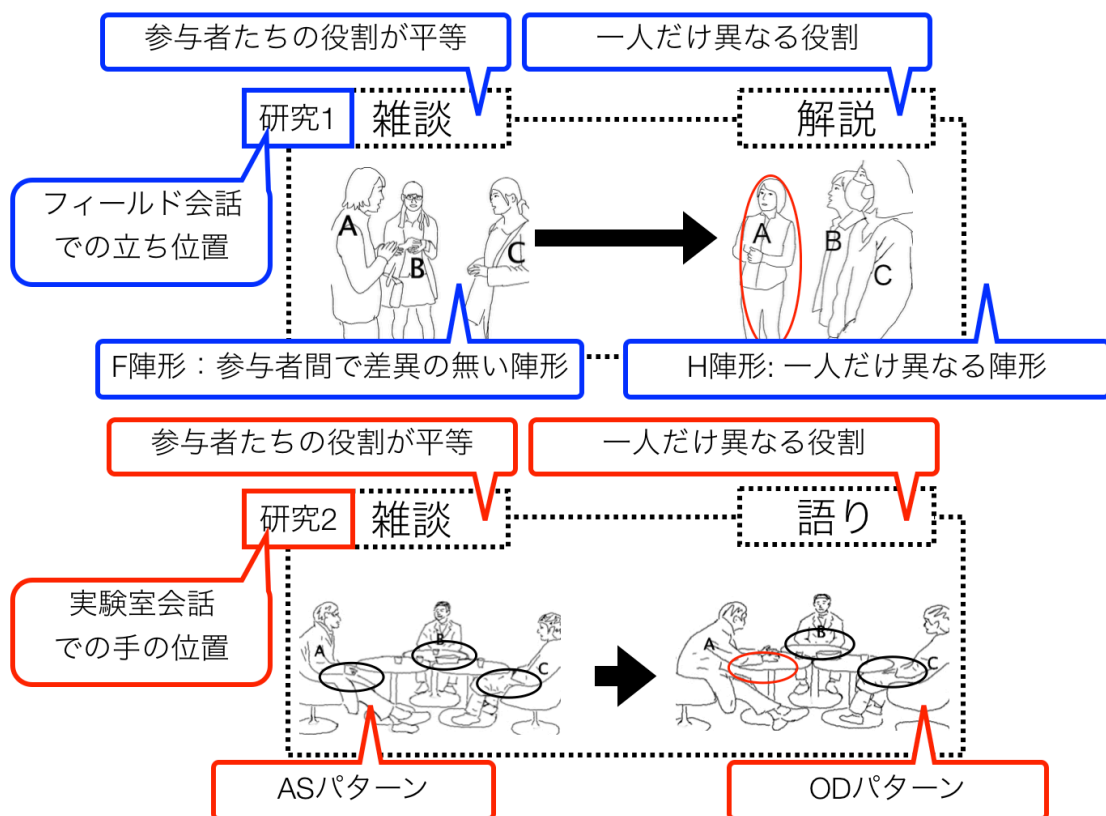 参与者たちの役割が平等
一人だけ異なる役割
研究1
雑談
解説
フィールド会話
での立ち位置
A
B
C
A
B
C
F陣形：参与者間で差異の無い陣形
H陣形: 一人だけ異なる陣形
参与者たちの役割が平等
一人だけ異なる役割
研究2
雑談
語り
実験室会話
での手の位置
A
B
C
A
B
C
ASパターン
ODパターン